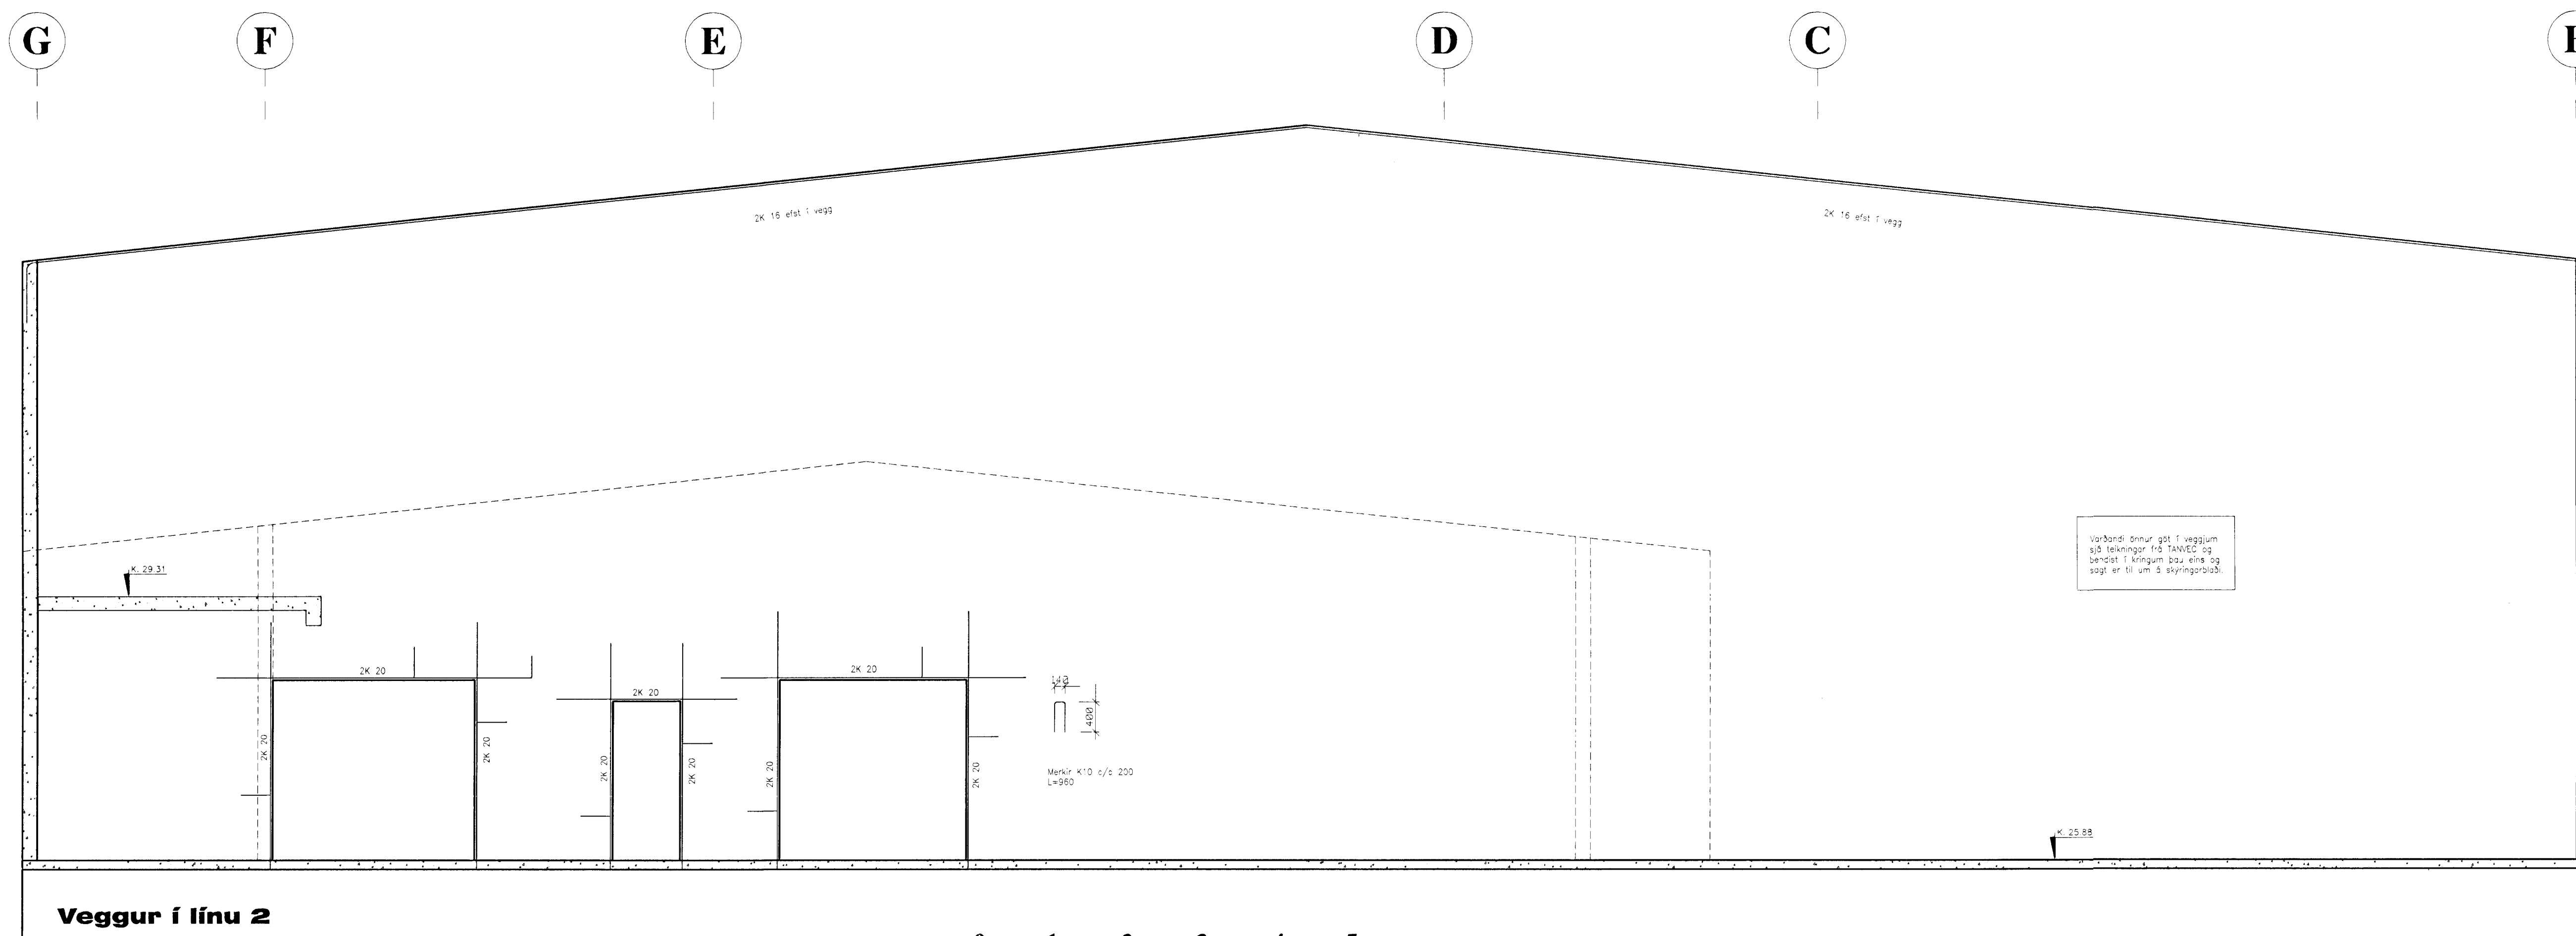 G F E D C
2K 16 efst í vegg
2K 16 efst í vegg
Varðandi önnur göt í veggjum
sjá teikningar frá TANVEC og
bendist í kringum þau eins og
sagt er til um á skýringarblaði.
K. 29.31
2K 20
2K 20
2K 20
2K 20
2K 20
2K 20
2K 20
2K 20
2K 20
140
400
Merkir K10 c/c 200
L=960
K. 25.88
Veggur í línu 2